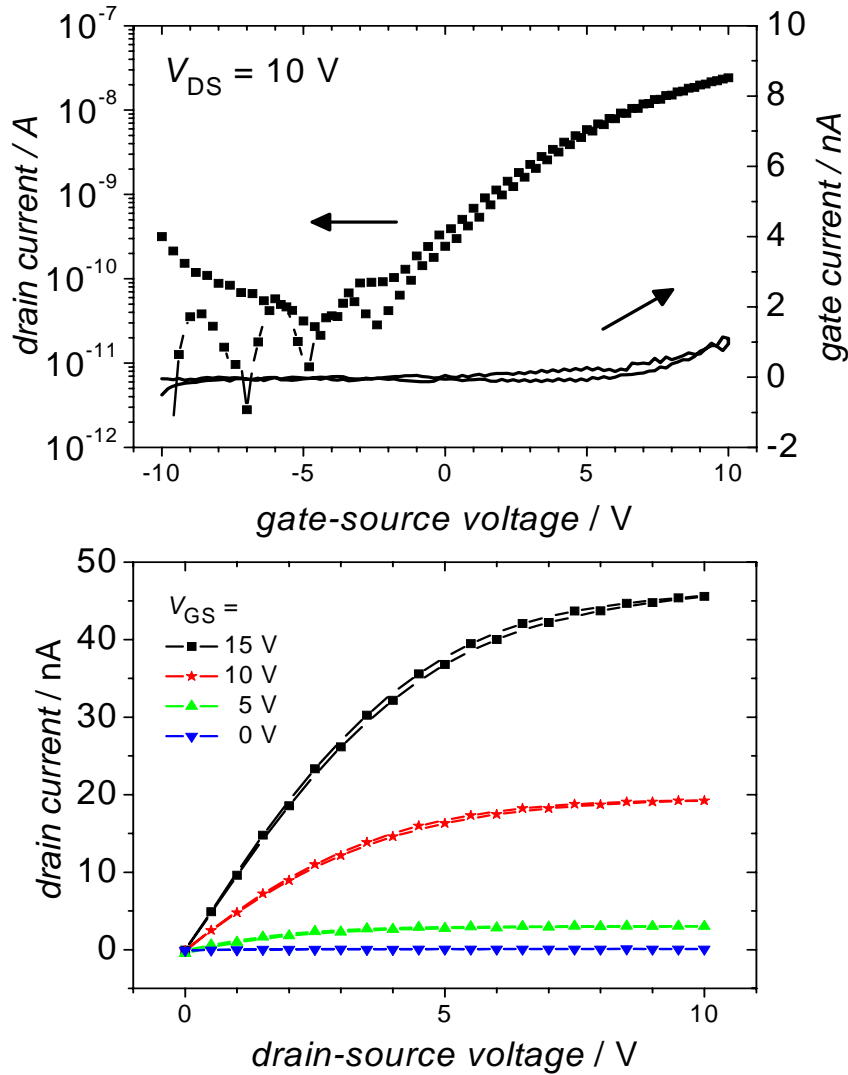 V_DS = 10 V
drain current / A
10^-7
10^-8
10^-9
10^-10
10^-11
10^-12
gate current / nA
10
8
6
4
2
0
-2
-10 -5 0 5 10
gate-source voltage / V
drain current / nA
50
40
30
20
10
0
V_GS =
15 V
10 V
5 V
0 V
0 5 10
drain-source voltage / V